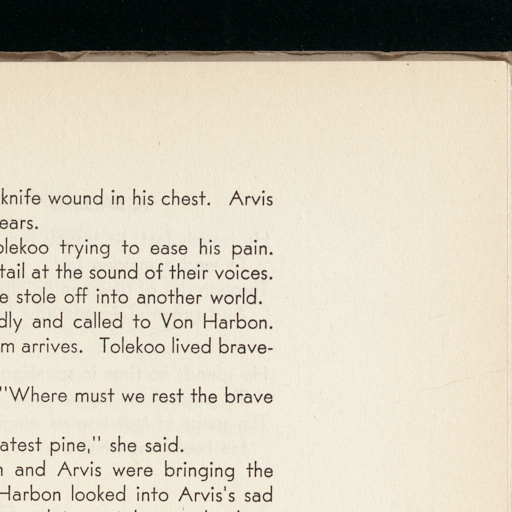 knife wound in his chest. Arvis
ears.
olekoo trying to ease his pain.
tail at the sound of their voices.
e stole off into another world.
dly and called to Von Harbon.
m arrives. Tolekoo lived brave-
"Where must we rest the brave
atest pine," she said.
n and Arvis were bringing the
Harbon looked into Arvis's sad